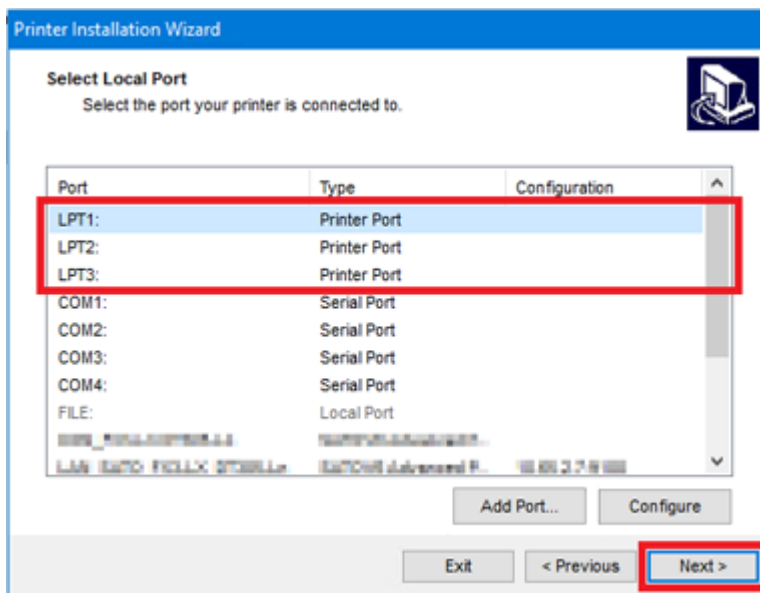 Printer Installation Wizard
Select Local Port
Select the port your printer is connected to.
Port Type Configuration
LPT1: Printer Port
LPT2: Printer Port
LPT3: Printer Port
COM1: Serial Port
COM2: Serial Port
COM3: Serial Port
COM4: Serial Port
FILE: Local Port
Add Port... Configure
Exit < Previous Next >